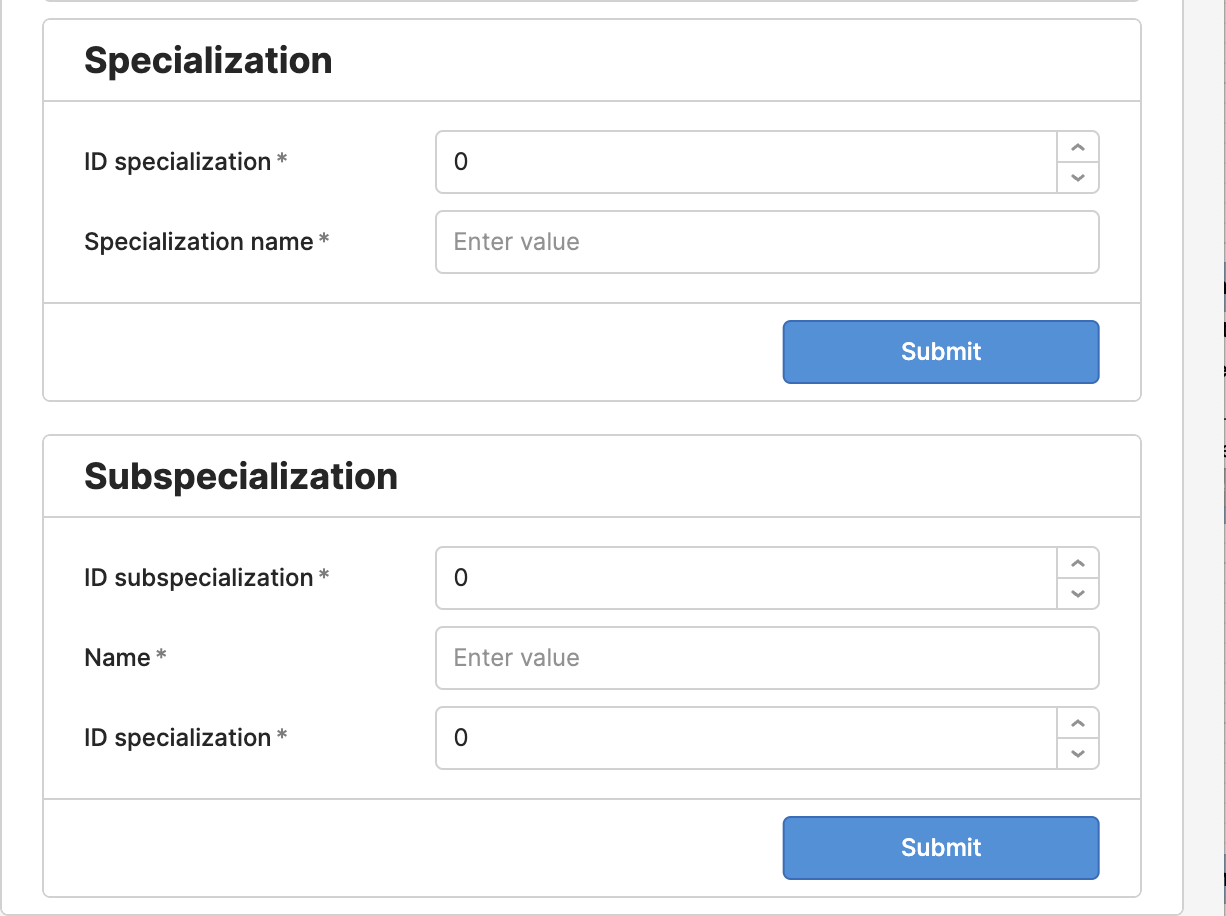 Specialization
ID specialization *
0
Specialization name *
Enter value
Submit
Subspecialization
ID subspecialization *
0
Name *
Enter value
ID specialization *
0
Submit